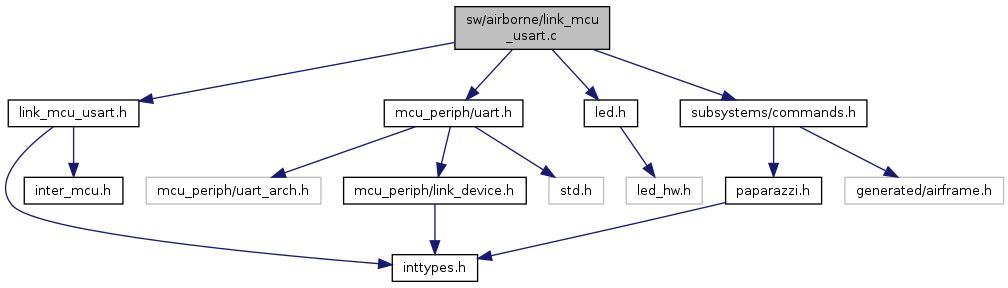 sw/airborne/link_mcu
_usart.c
link_mcu_usart.h
mcu_periph/uart.h
led.h
subsystems/commands.h
inter_mcu.h
mcu_periph/uart_arch.h
mcu_periph/link_device.h
std.h
led_hw.h
paparazzi.h
generated/airframe.h
inttypes.h